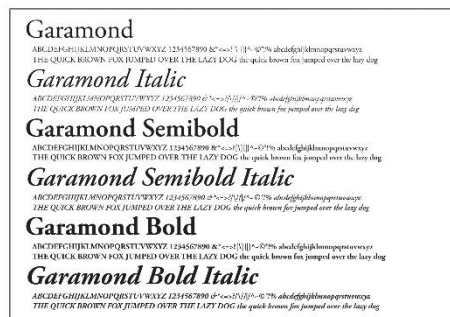 Garamond
ABCDEFGHIJKLMNOPQRSTUVWXYZ 1234567890 &“<~>!?\|[]^~©”!% abcdefghijklmnopqrstuvwxyz
THE QUICK BROWN FOX JUMPED OVER THE LAZY DOG the quick brown fox jumped over the lazy dog
Garamond Italic
ABCDEFGHIJKLMNOPQRSTUVWXYZ 1234567890 abcdefghijklmnopqrstuvwxyz
THE QUICK BROWN FOX JUMPED OVER THE LAZY DOG the quick brown fox jumped over the lazy dog
Garamond Semibold
ABCDEFGHIJKLMNOPQRSTUVWXYZ 1234567890 abcdefghijklmnopqrstuvwxyz
THE QUICK BROWN FOX JUMPED OVER THE LAZY DOG the quick brown fox jumped over the lazy dog
Garamond Semibold Italic
ABCDEFGHIJKLMNOPQRSTUVWXYZ 1234567890 abcdefghijklmnopqrstuvwxyz
THE QUICK BROWN FOX JUMPED OVER THE LAZY DOG the quick brown fox jumped over the lazy dog
Garamond Bold
ABCDEFGHIJKLMNOPQRSTUVWXYZ 1234567890 abcdefghijklmnopqrstuvwxyz
THE QUICK BROWN FOX JUMPED OVER THE LAZY DOG the quick brown fox jumped over the lazy dog
Garamond Bold Italic
ABCDEFGHIJKLMNOPQRSTUVWXYZ 1234567890 abcdefghijklmnopqrstuvwxyz
THE QUICK BROWN FOX JUMPED OVER THE LAZY DOG the quick brown fox jumped over the lazy dog